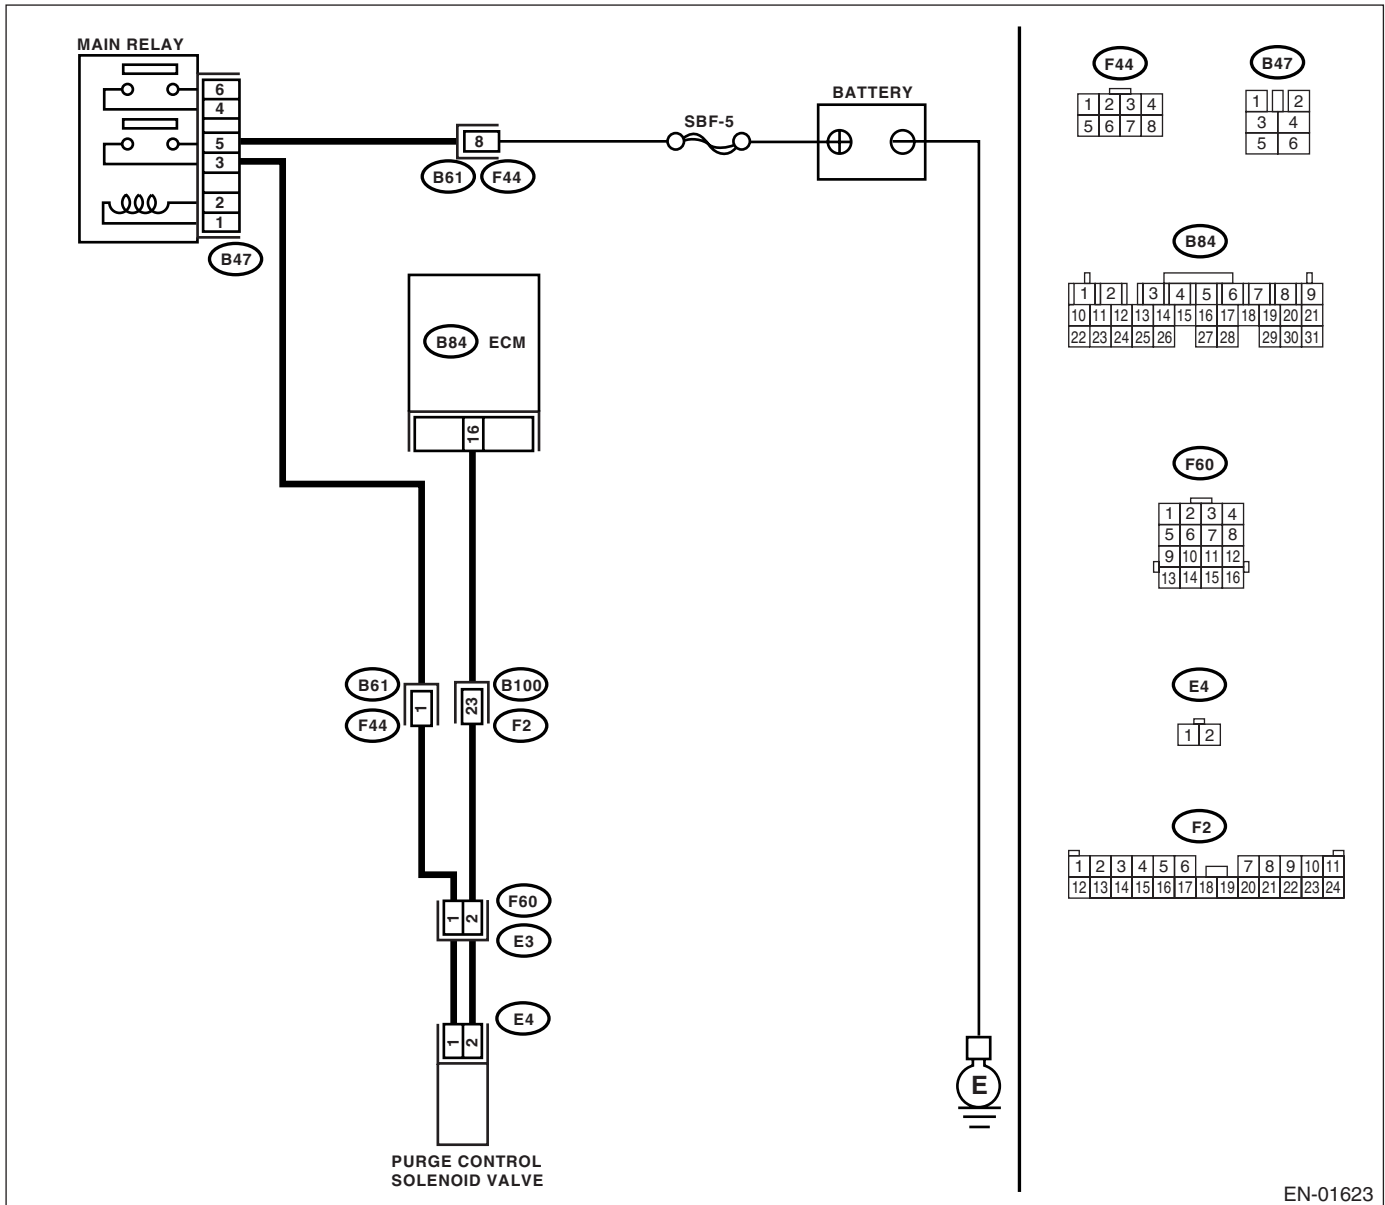 MAIN RELAY
6
4
5
3
2
1
B47
8
B61 F44
SBF-5
BATTERY
B84 ECM
16
B61
F44
1
B100
F2
23
F60
E3
1 2
E4
1 2
PURGE CONTROL
SOLENOID VALVE
E
F44
1 2 3 4
5 6 7 8
B47
1 2
3 4
5 6
B84
1 2 3 4 5 6 7 8 9
10 11 12 13 14 15 16 17 18 19 20 21
22 23 24 25 26 27 28 29 30 31
F60
1 2 3 4
5 6 7 8
9 10 11 12
13 14 15 16
E4
1 2
F2
1 2 3 4 5 6 7 8 9 10 11
12 13 14 15 16 17 18 19 20 21 22 23 24
EN-01623